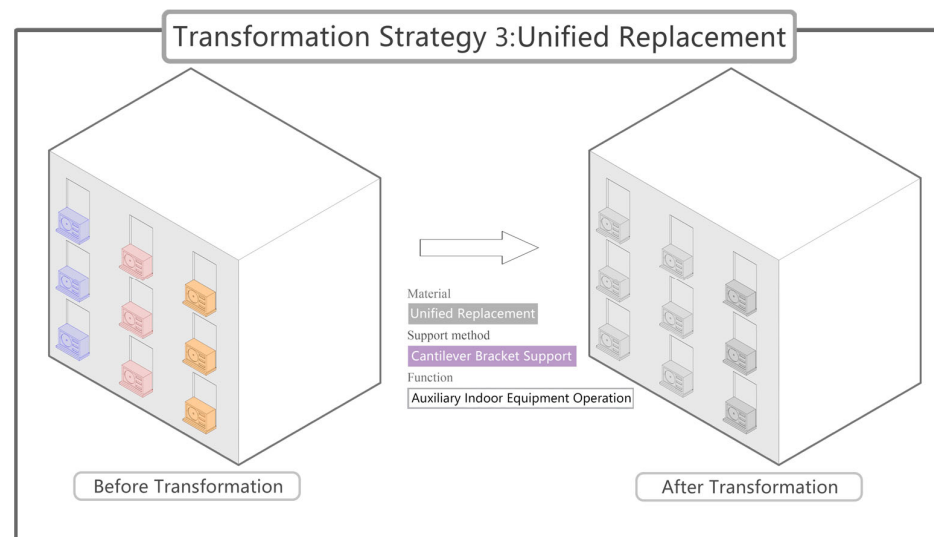 Transformation Strategy 3:Unified Replacement
Material
Unified Replacement
Support method
Cantilever Bracket Support
Function
Auxiliary Indoor Equipment Operation
Before Transformation
After Transformation